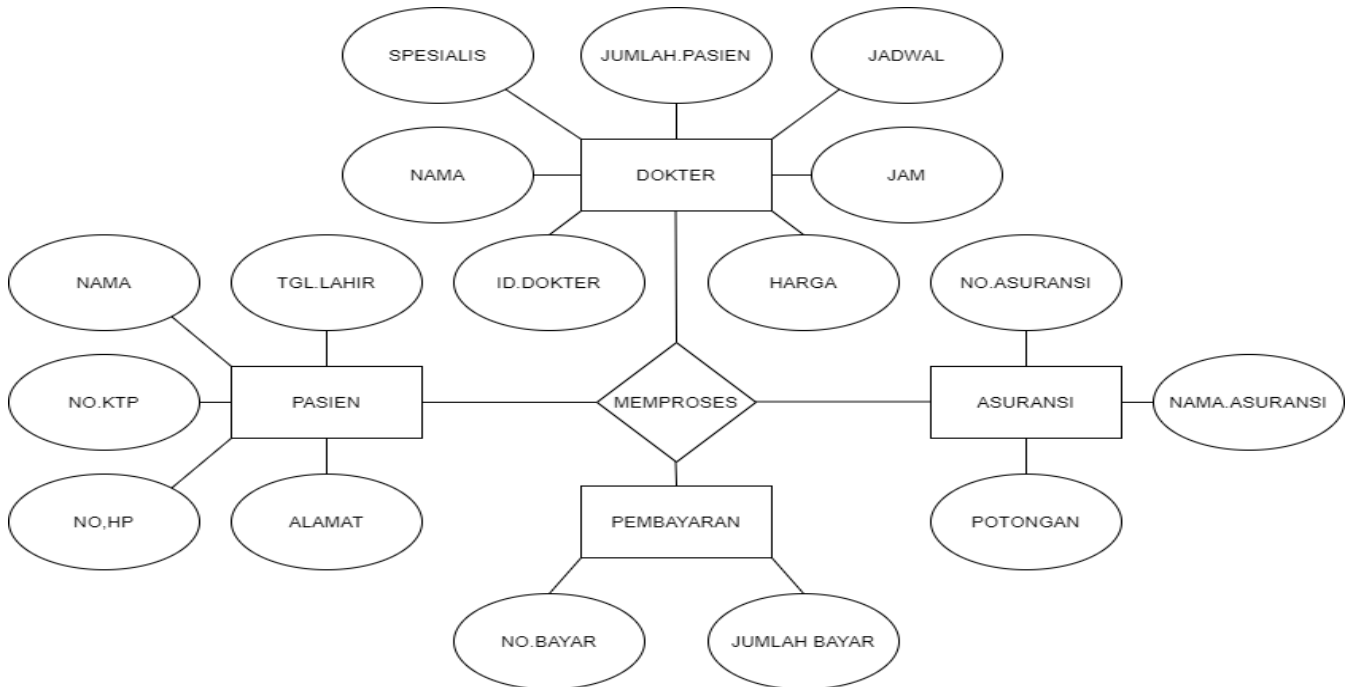 SPESIALIS
JUMLAH.PASIEN
JADWAL
NAMA
DOKTER
JAM
NAMA
TGL.LAHIR
ID.DOKTER
HARGA
NO.ASURANSI
NO.KTP
PASIEN
MEMPROSES
ASURANSI
NAMA.ASURANSI
NO,HP
ALAMAT
PEMBAYARAN
POTONGAN
NO.BAYAR
JUMLAH BAYAR